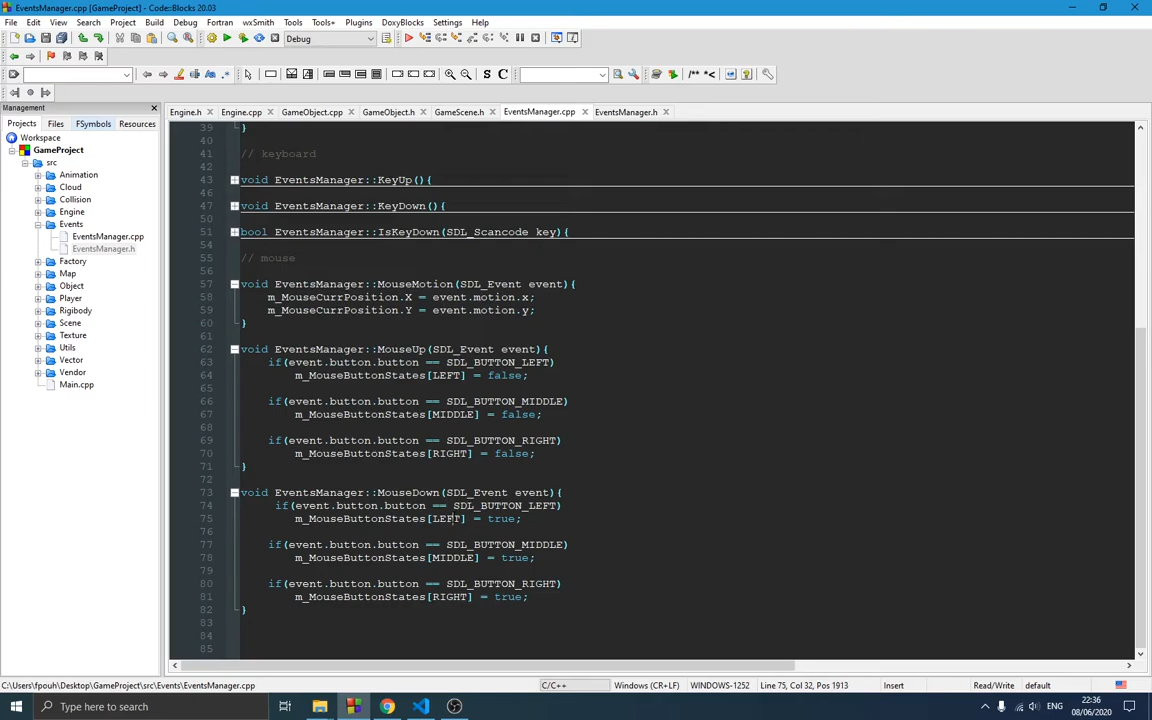 EventsManager.cpp [GameProject] - Code::Blocks 20.03
File Edit View Search Project Build Debug Fortran wxSmith Tools Tools+ Plugins DoxyBlocks Settings Help
Debug
S C /** *<
Management
Engine.h Engine.cpp GameObject.cpp GameObject.h GameScene.h EventsManager.cpp EventsManager.h
Projects Files FSymbols Resources
Workspace
GameProject
src
Animation
Cloud
Collision
Engine
Events
EventsManager.cpp
EventsManager.h
Factory
Map
Object
Player
Rigibody
Scene
Texture
Utils
Vector
Vendor
Main.cpp
39 }
40
41 // keyboard
42
43 void EventsManager::KeyUp(){
46
47 void EventsManager::KeyDown(){
50
51 bool EventsManager::IsKeyDown(SDL_Scancode key){
54
55 // mouse
56
57 void EventsManager::MouseMotion(SDL_Event event){
58 m_MouseCurrPosition.X = event.motion.x;
59 m_MouseCurrPosition.Y = event.motion.y;
60 }
61
62 void EventsManager::MouseUp(SDL_Event event){
63 if(event.button.button == SDL_BUTTON_LEFT)
64 m_MouseButtonStates[LEFT] = false;
65
66 if(event.button.button == SDL_BUTTON_MIDDLE)
67 m_MouseButtonStates[MIDDLE] = false;
68
69 if(event.button.button == SDL_BUTTON_RIGHT)
70 m_MouseButtonStates[RIGHT] = false;
71 }
72
73 void EventsManager::MouseDown(SDL_Event event){
74 if(event.button.button == SDL_BUTTON_LEFT)
75 m_MouseButtonStates[LEFT] = true;
76
77 if(event.button.button == SDL_BUTTON_MIDDLE)
78 m_MouseButtonStates[MIDDLE] = true;
79
80 if(event.button.button == SDL_BUTTON_RIGHT)
81 m_MouseButtonStates[RIGHT] = true;
82 }
83
84
85
C:\Users\fpouh\Desktop\GameProject\src\Events\EventsManager.cpp C/C++ Windows (CR+LF) WINDOWS-1252 Line 75, Col 32, Pos 1913 Insert Read/Write default
Type here to search
ENG
22:36
08/06/2020